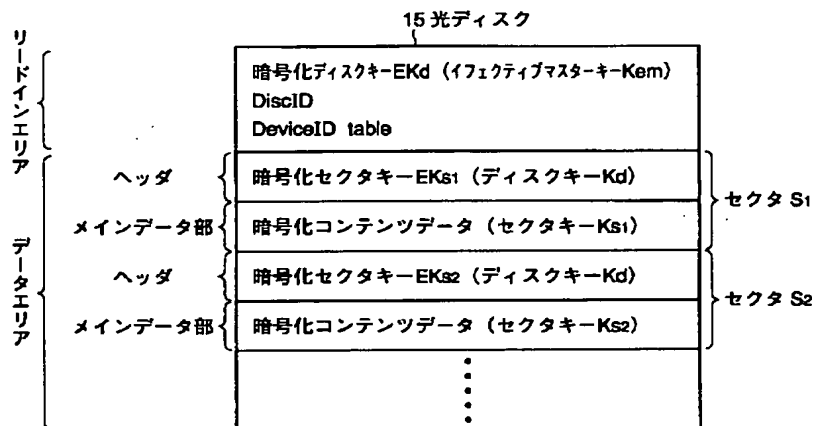 15 光ディスク
リードインエリア
暗号化ディスクキーEKd (イフェクティブマスターキーKem)
DiscID
DeviceID table
データエリア
ヘッダ
暗号化セクタキーEKs1 (ディスクキーKd)
メインデータ部
暗号化コンテンツデータ (セクタキーKs1)
セクタ S1
ヘッダ
暗号化セクタキーEKs2 (ディスクキーKd)
メインデータ部
暗号化コンテンツデータ (セクタキーKs2)
セクタ S2